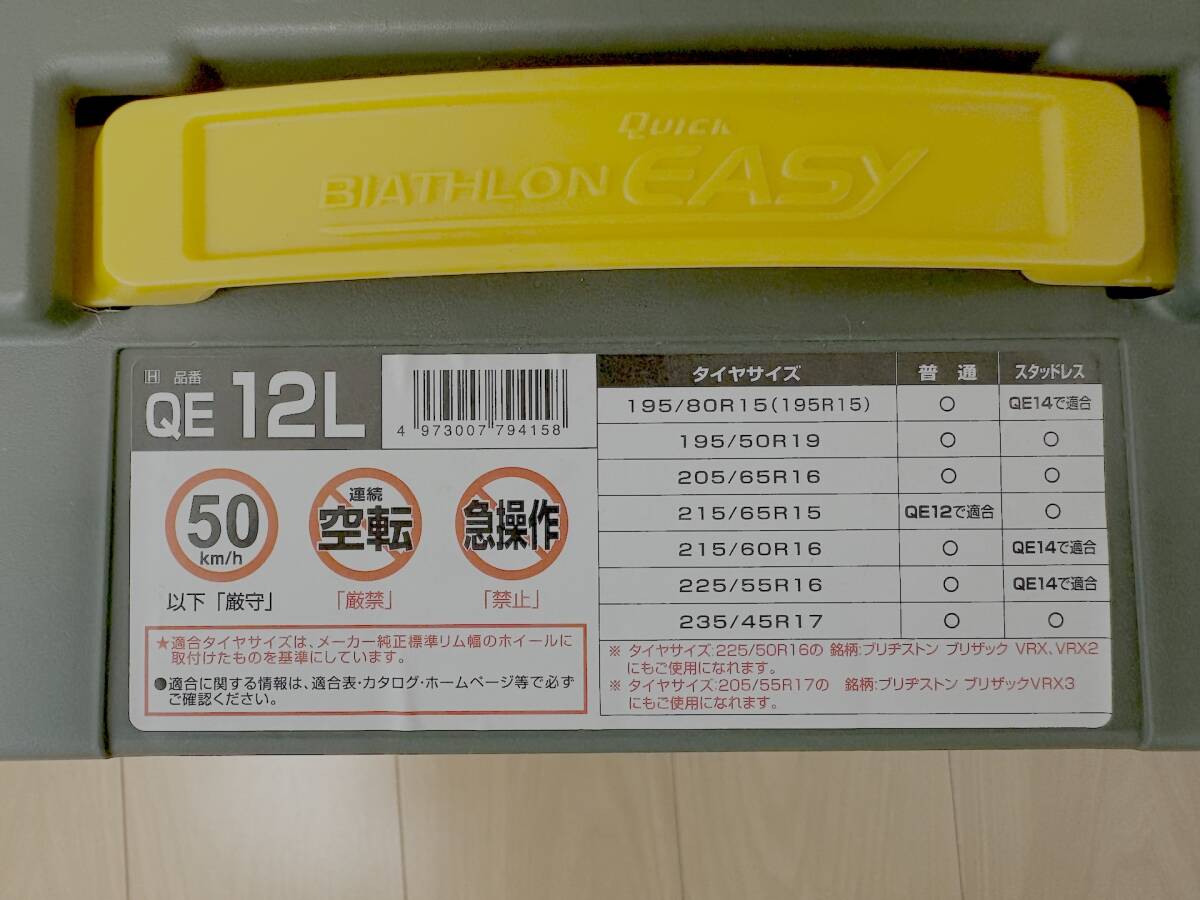 QUICK
BIATHLON EASY
H 品番
QE 12L
4 973007 794158
50
km/h
以下「厳守」
連続
空転
「厳禁」
急操作
「禁止」
★適合タイヤサイズは、メーカー純正標準リム幅のホイールに
取付けたものを基準にしています。
●適合に関する情報は、適合表・カタログ・ホームページ等で必ず
ご確認ください。
タイヤサイズ 普通 スタッドレス
195/80R15(195R15) ○ QE14で適合
195/50R19 ○ ○
205/65R16 ○ ○
215/65R15 QE12で適合 ○
215/60R16 ○ QE14で適合
225/55R16 ○ QE14で適合
235/45R17 ○ ○
※ タイヤサイズ:225/50R16の 銘柄:ブリヂストン ブリザック VRX、VRX2
にもご使用になれます。
※ タイヤサイズ:205/55R17の 銘柄:ブリヂストン ブリザックVRX3
にもご使用になれます。